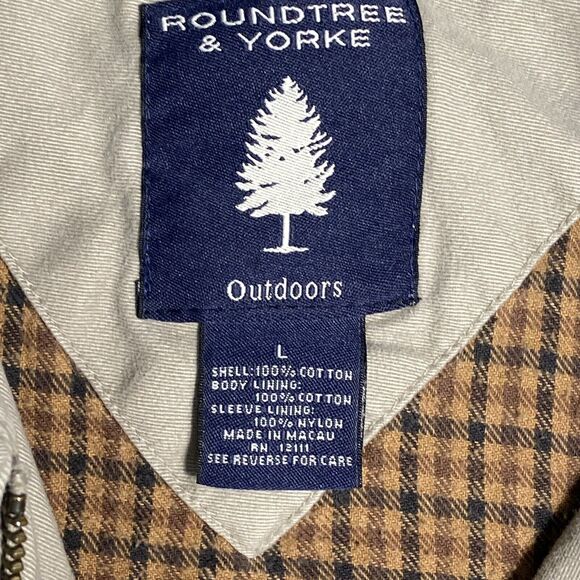 ROUNDTREE
& YORKE
Outdoors
L
SHELL: 100% COTTON
BODY LINING:
100% COTTON
SLEEVE LINING:
100% NYLON
MADE IN MACAU
RN 12111
SEE REVERSE FOR CARE